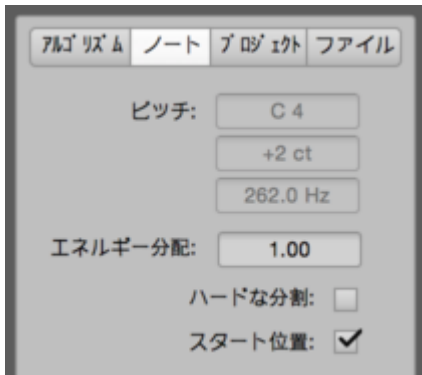 ｱﾙｺﾞﾘｽﾞﾑ ノート ﾌﾟﾛｼﾞｪｸﾄ ファイル
ピッチ: C 4
+2 ct
262.0 Hz
エネルギー分配: 1.00
ハードな分割:
スタート位置: